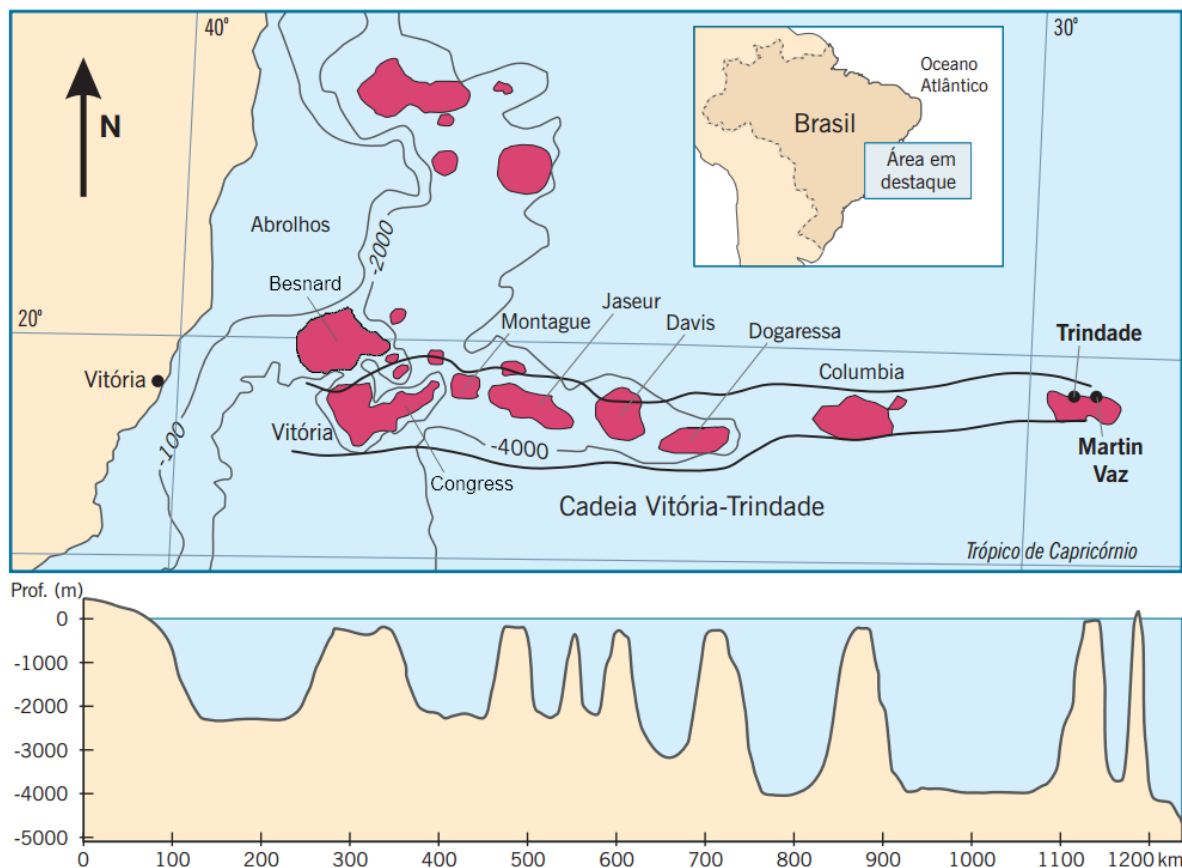 40°
30°
N
Oceano
Atlântico
Brasil
Área em
destaque
Abrolhos
-2000
Besnard
Jaseur
20°
Montague
Davis
Dogaressa
Trindade
Vitória
Columbia
Vitória
-4000
-100
Congress
Martin
Vaz
Cadeia Vitória-Trindade
Trópico de Capricórnio
Prof. (m)
0
-1000
-2000
-3000
-4000
-5000
0 100 200 300 400 500 600 700 800 900 1000 1100 1200 km